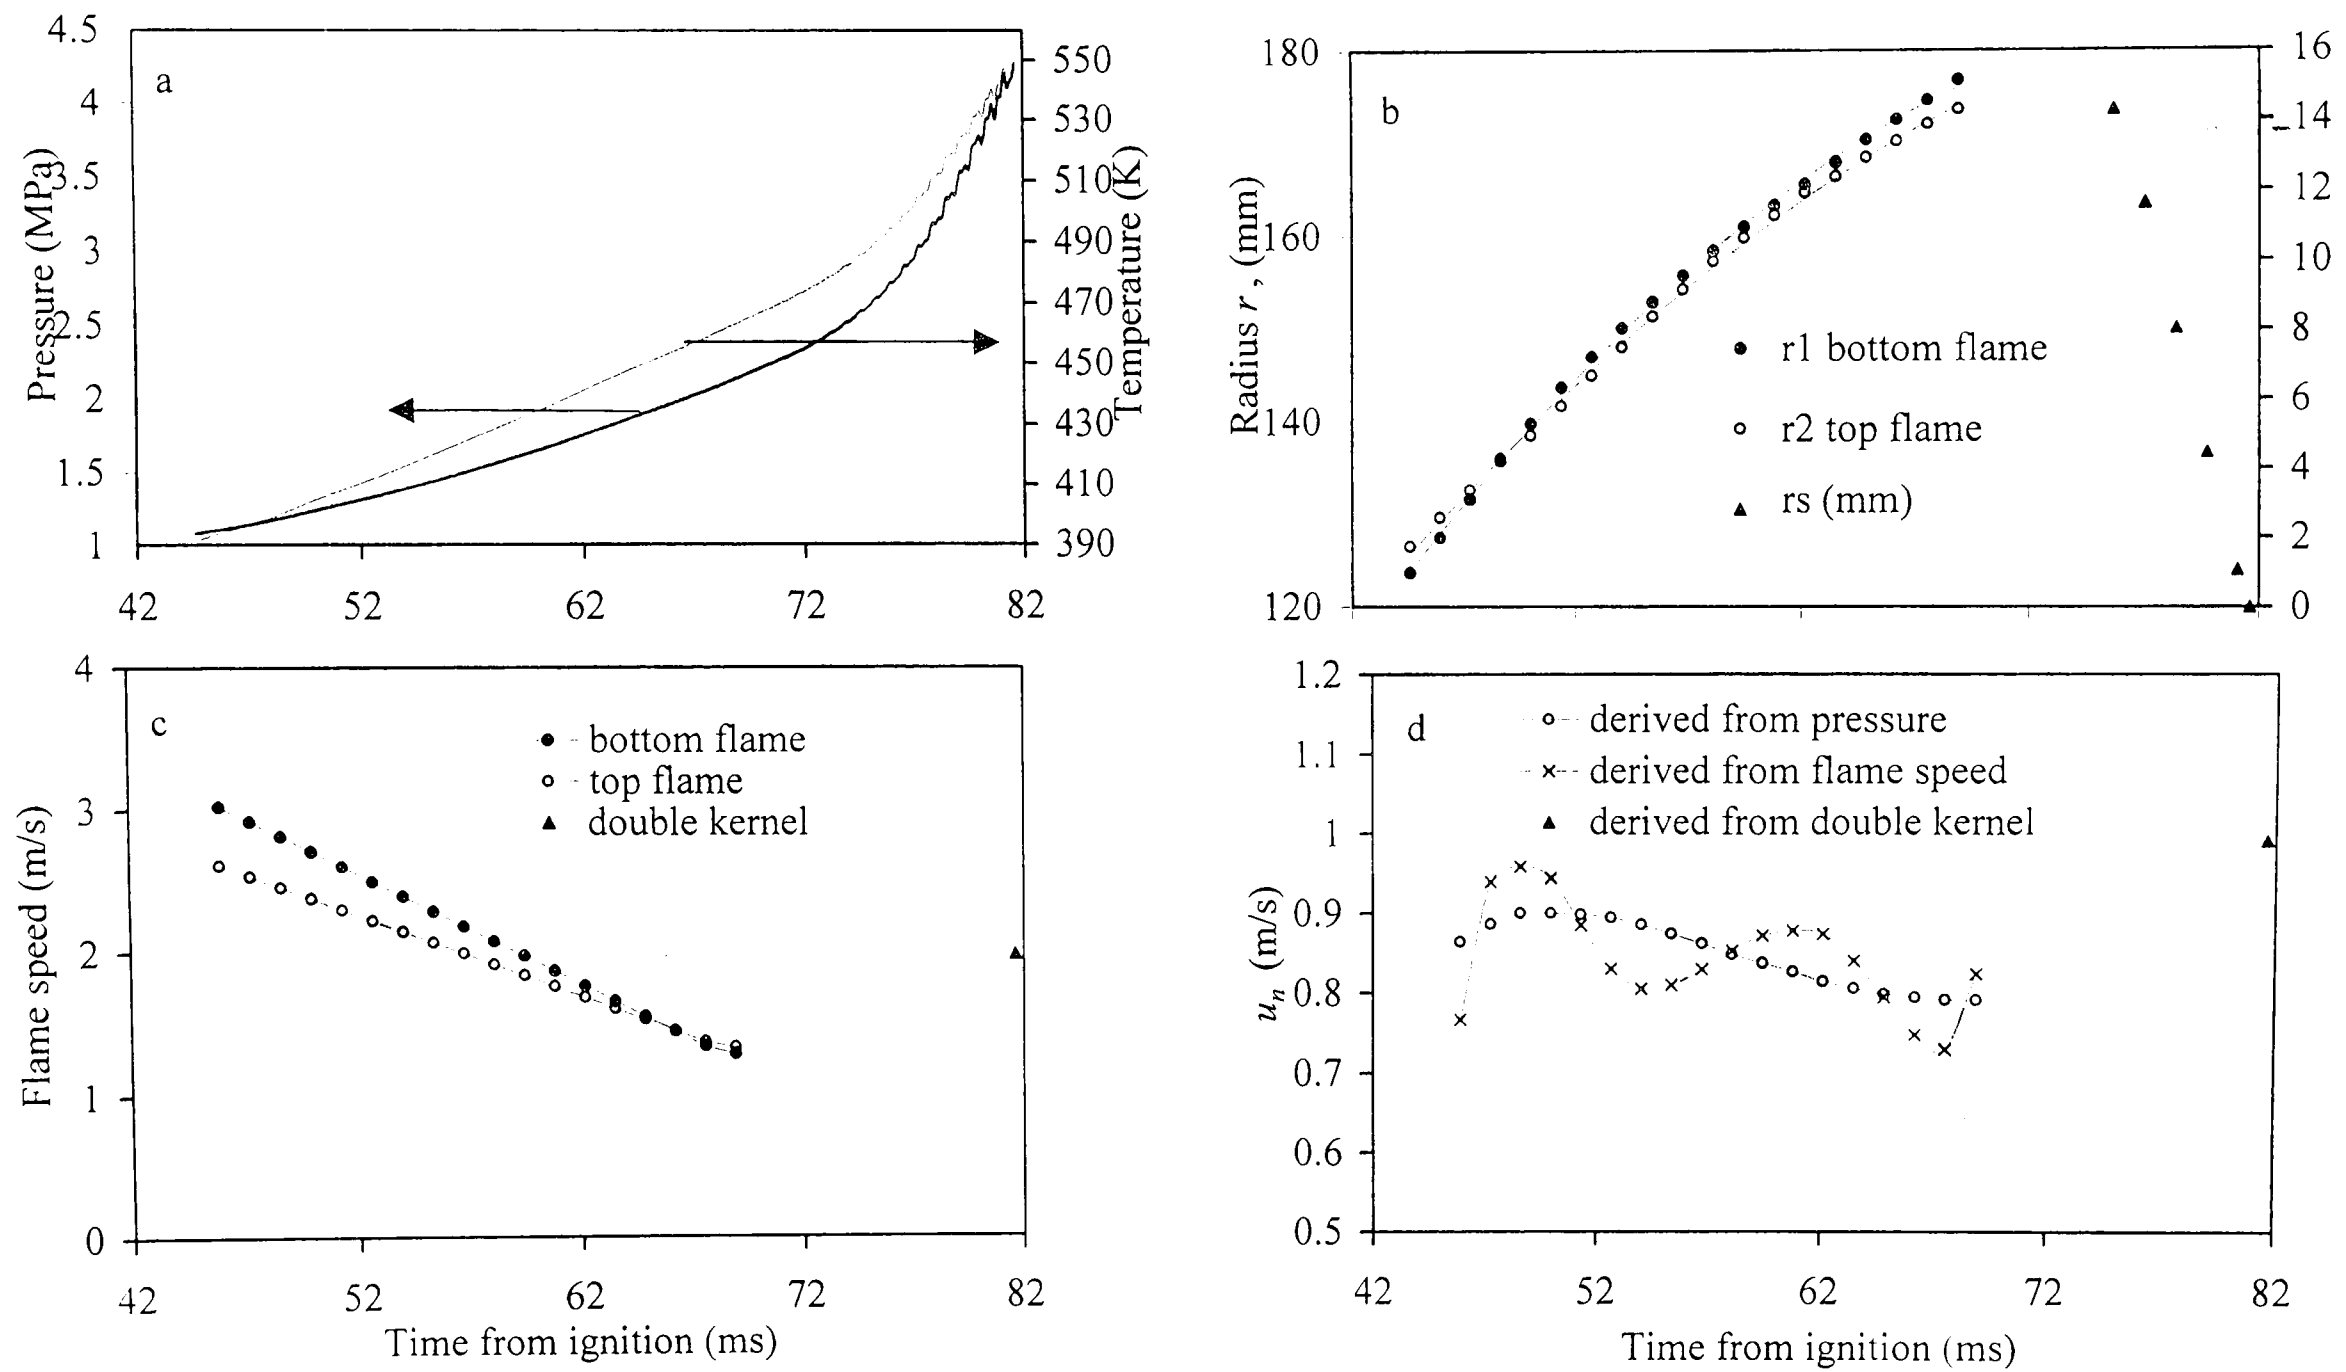 a
Pressure (MPa)
4.5
4
3.5
3
2.5
2
1.5
1
Temperature (K)
550
530
510
490
470
450
430
410
390
42 52 62 72 82
b
Radius r , (mm)
180
160
140
120
16
14
12
10
8
6
4
2
0
r1 bottom flame
r2 top flame
rs (mm)
c
Flame speed (m/s)
4
3
2
1
0
bottom flame
top flame
double kernel
42 52 62 72 82
Time from ignition (ms)
d
un (m/s)
1.2
1.1
1
0.9
0.8
0.7
0.6
0.5
derived from pressure
derived from flame speed
derived from double kernel
42 52 62 72 82
Time from ignition (ms)